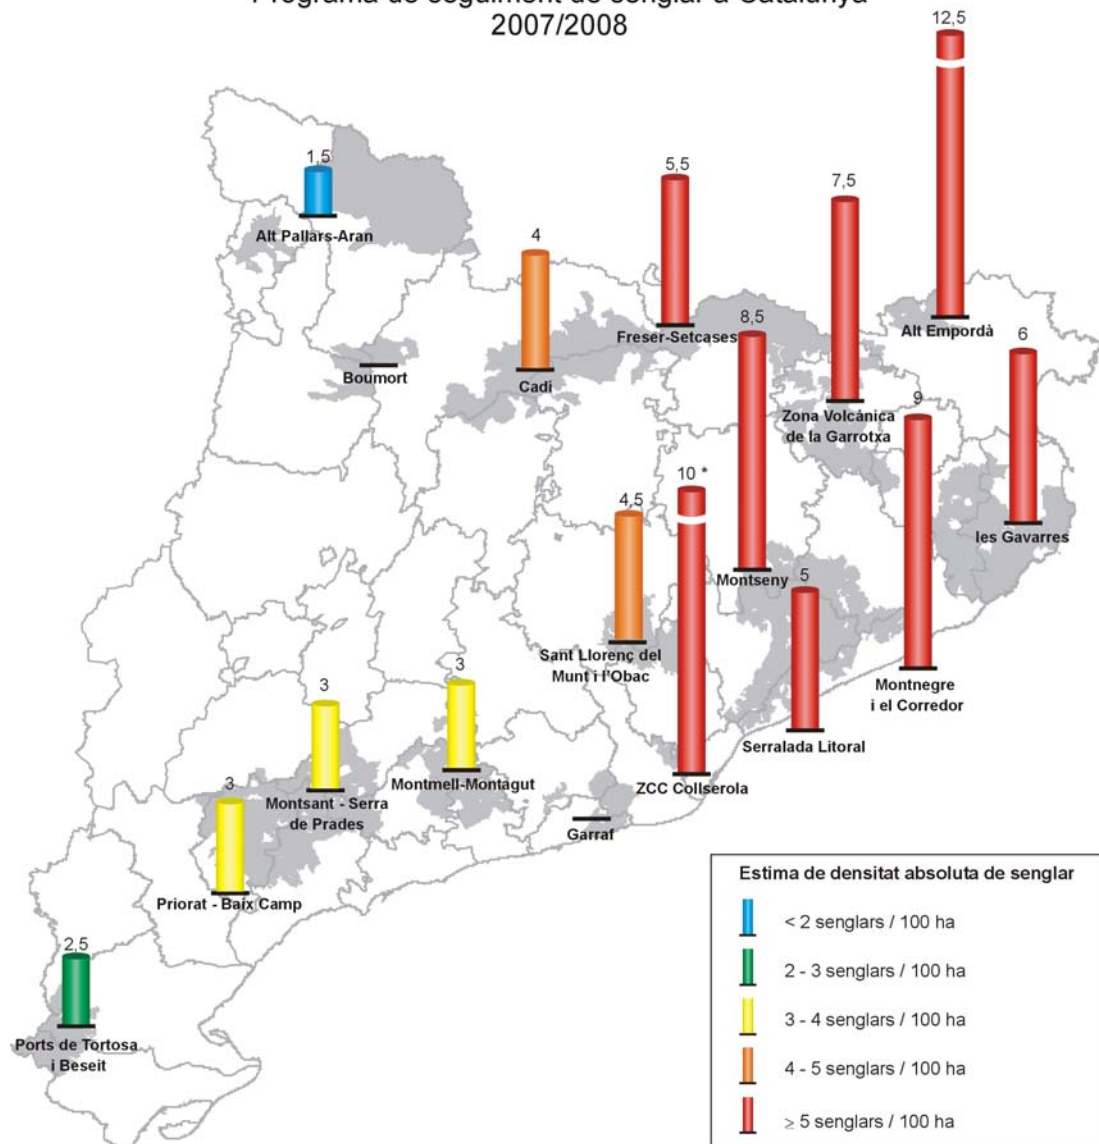 Programa de seguiment de senglar a Catalunya
2007/2008
12,5
1,5
Alt Pallars-Aran
5,5
7,5
4
Freser-Setcases
8,5
Alt Empordà
6
Boumort
Cadí
Zona Volcànica
de la Garrotxa
9
10 *
4,5
les Gavarres
Montseny
5
Sant Llorenç del
Munt i l'Obac
Montnegre
i el Corredor
3
3
Serralada Litoral
Montmell-Montagut
ZCC Collserola
3
Montsant - Serra
de Prades
Garraf
Priorat - Baix Camp
2,5
Ports de Tortosa
i Beseit
Estima de densitat absoluta de senglar
< 2 senglars / 100 ha
2 - 3 senglars / 100 ha
3 - 4 senglars / 100 ha
4 - 5 senglars / 100 ha
≥ 5 senglars / 100 ha